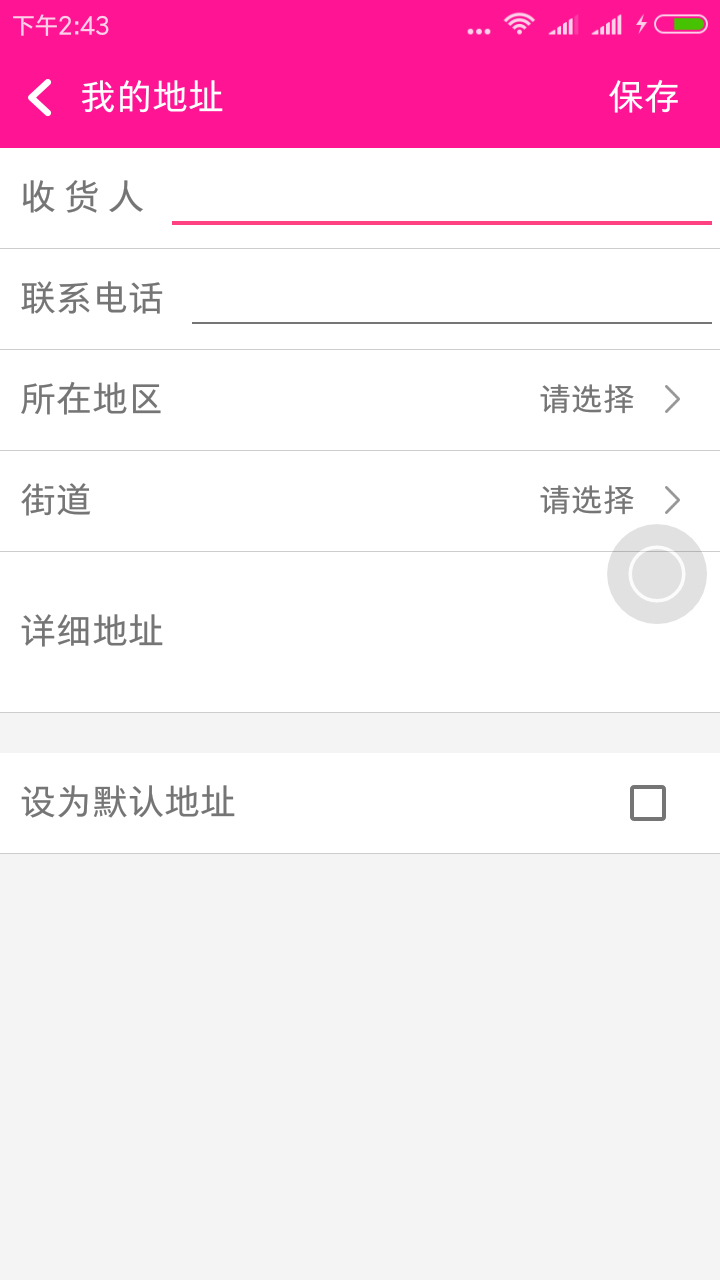 下午2:43
我的地址 保存
收货人
联系电话
所在地区 请选择
街道 请选择
详细地址
设为默认地址